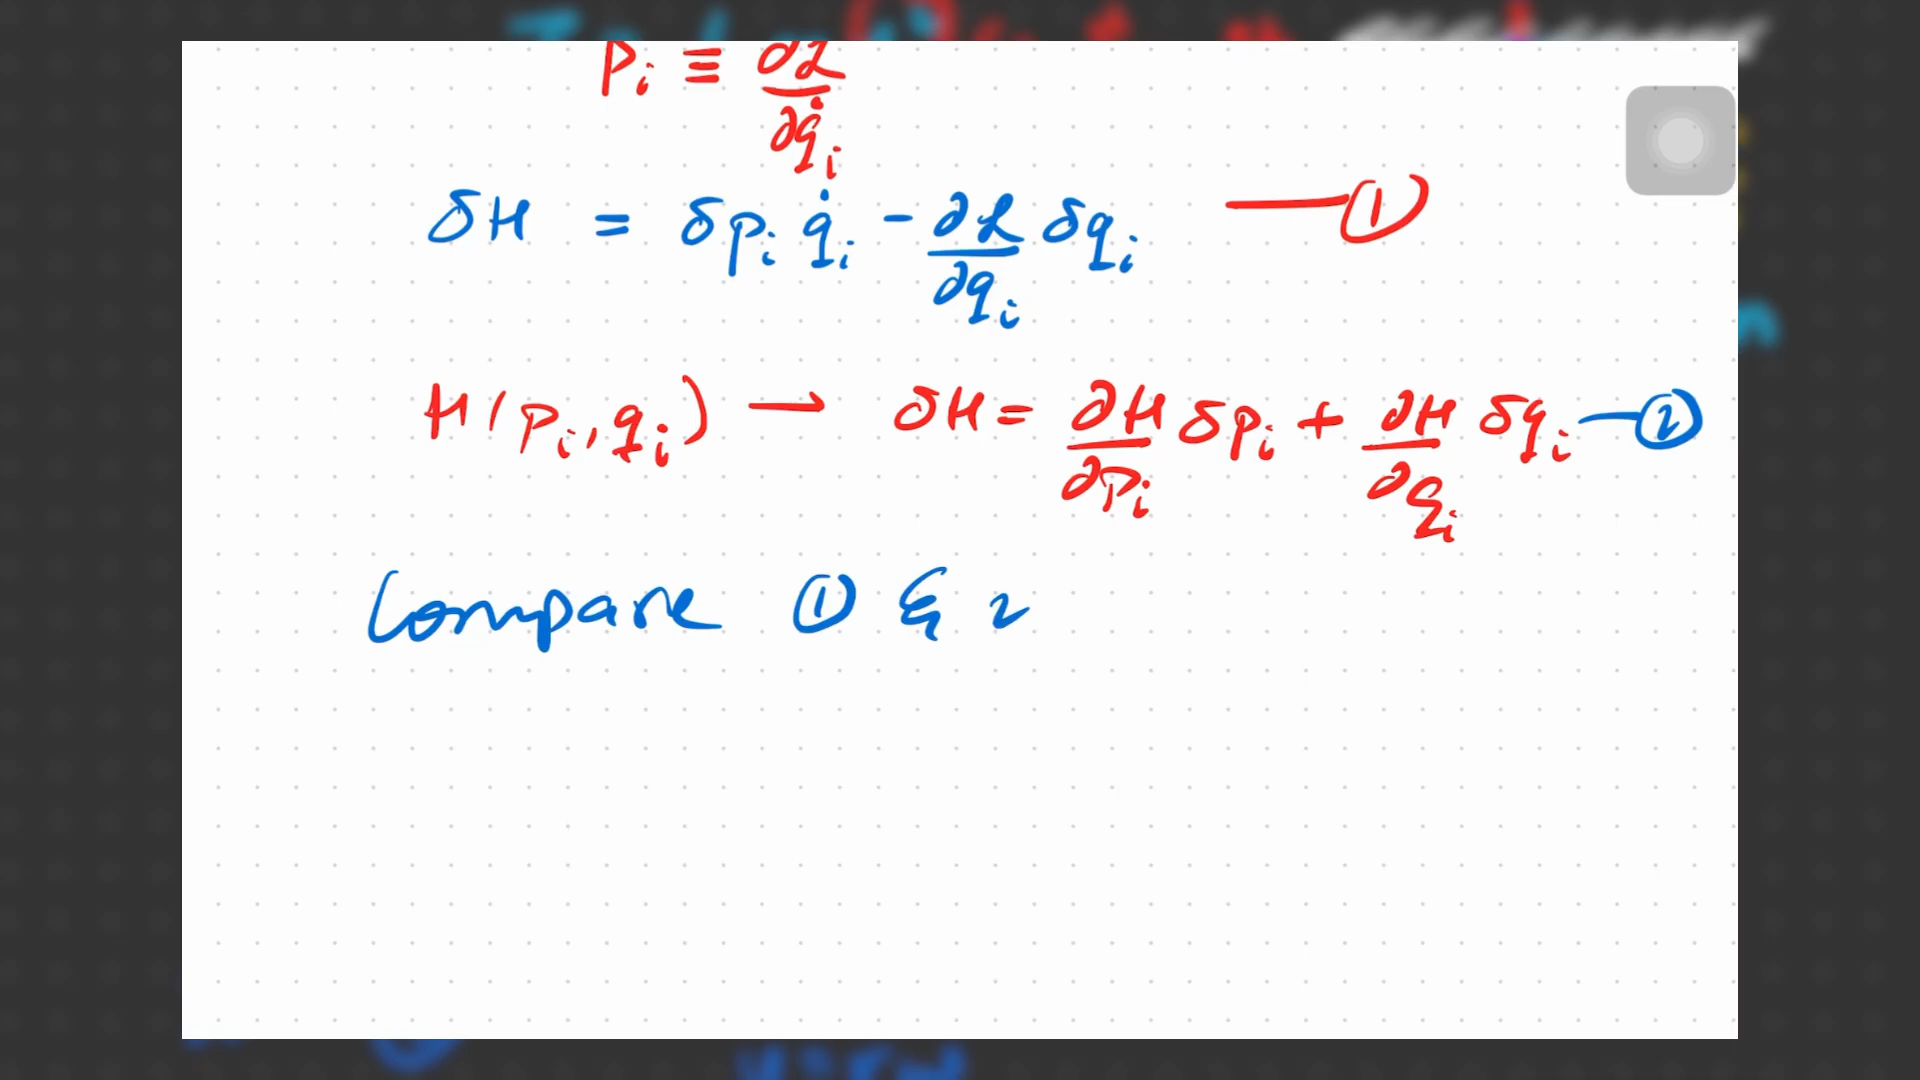 pᵢ ≡ ∂ℒ/∂q̇ᵢ
δH = δpᵢ q̇ᵢ - ∂ℒ/∂qᵢ δqᵢ —①
H(pᵢ, qᵢ) → δH = ∂H/∂pᵢ δpᵢ + ∂H/∂qᵢ δqᵢ —②
Compare ① & 2